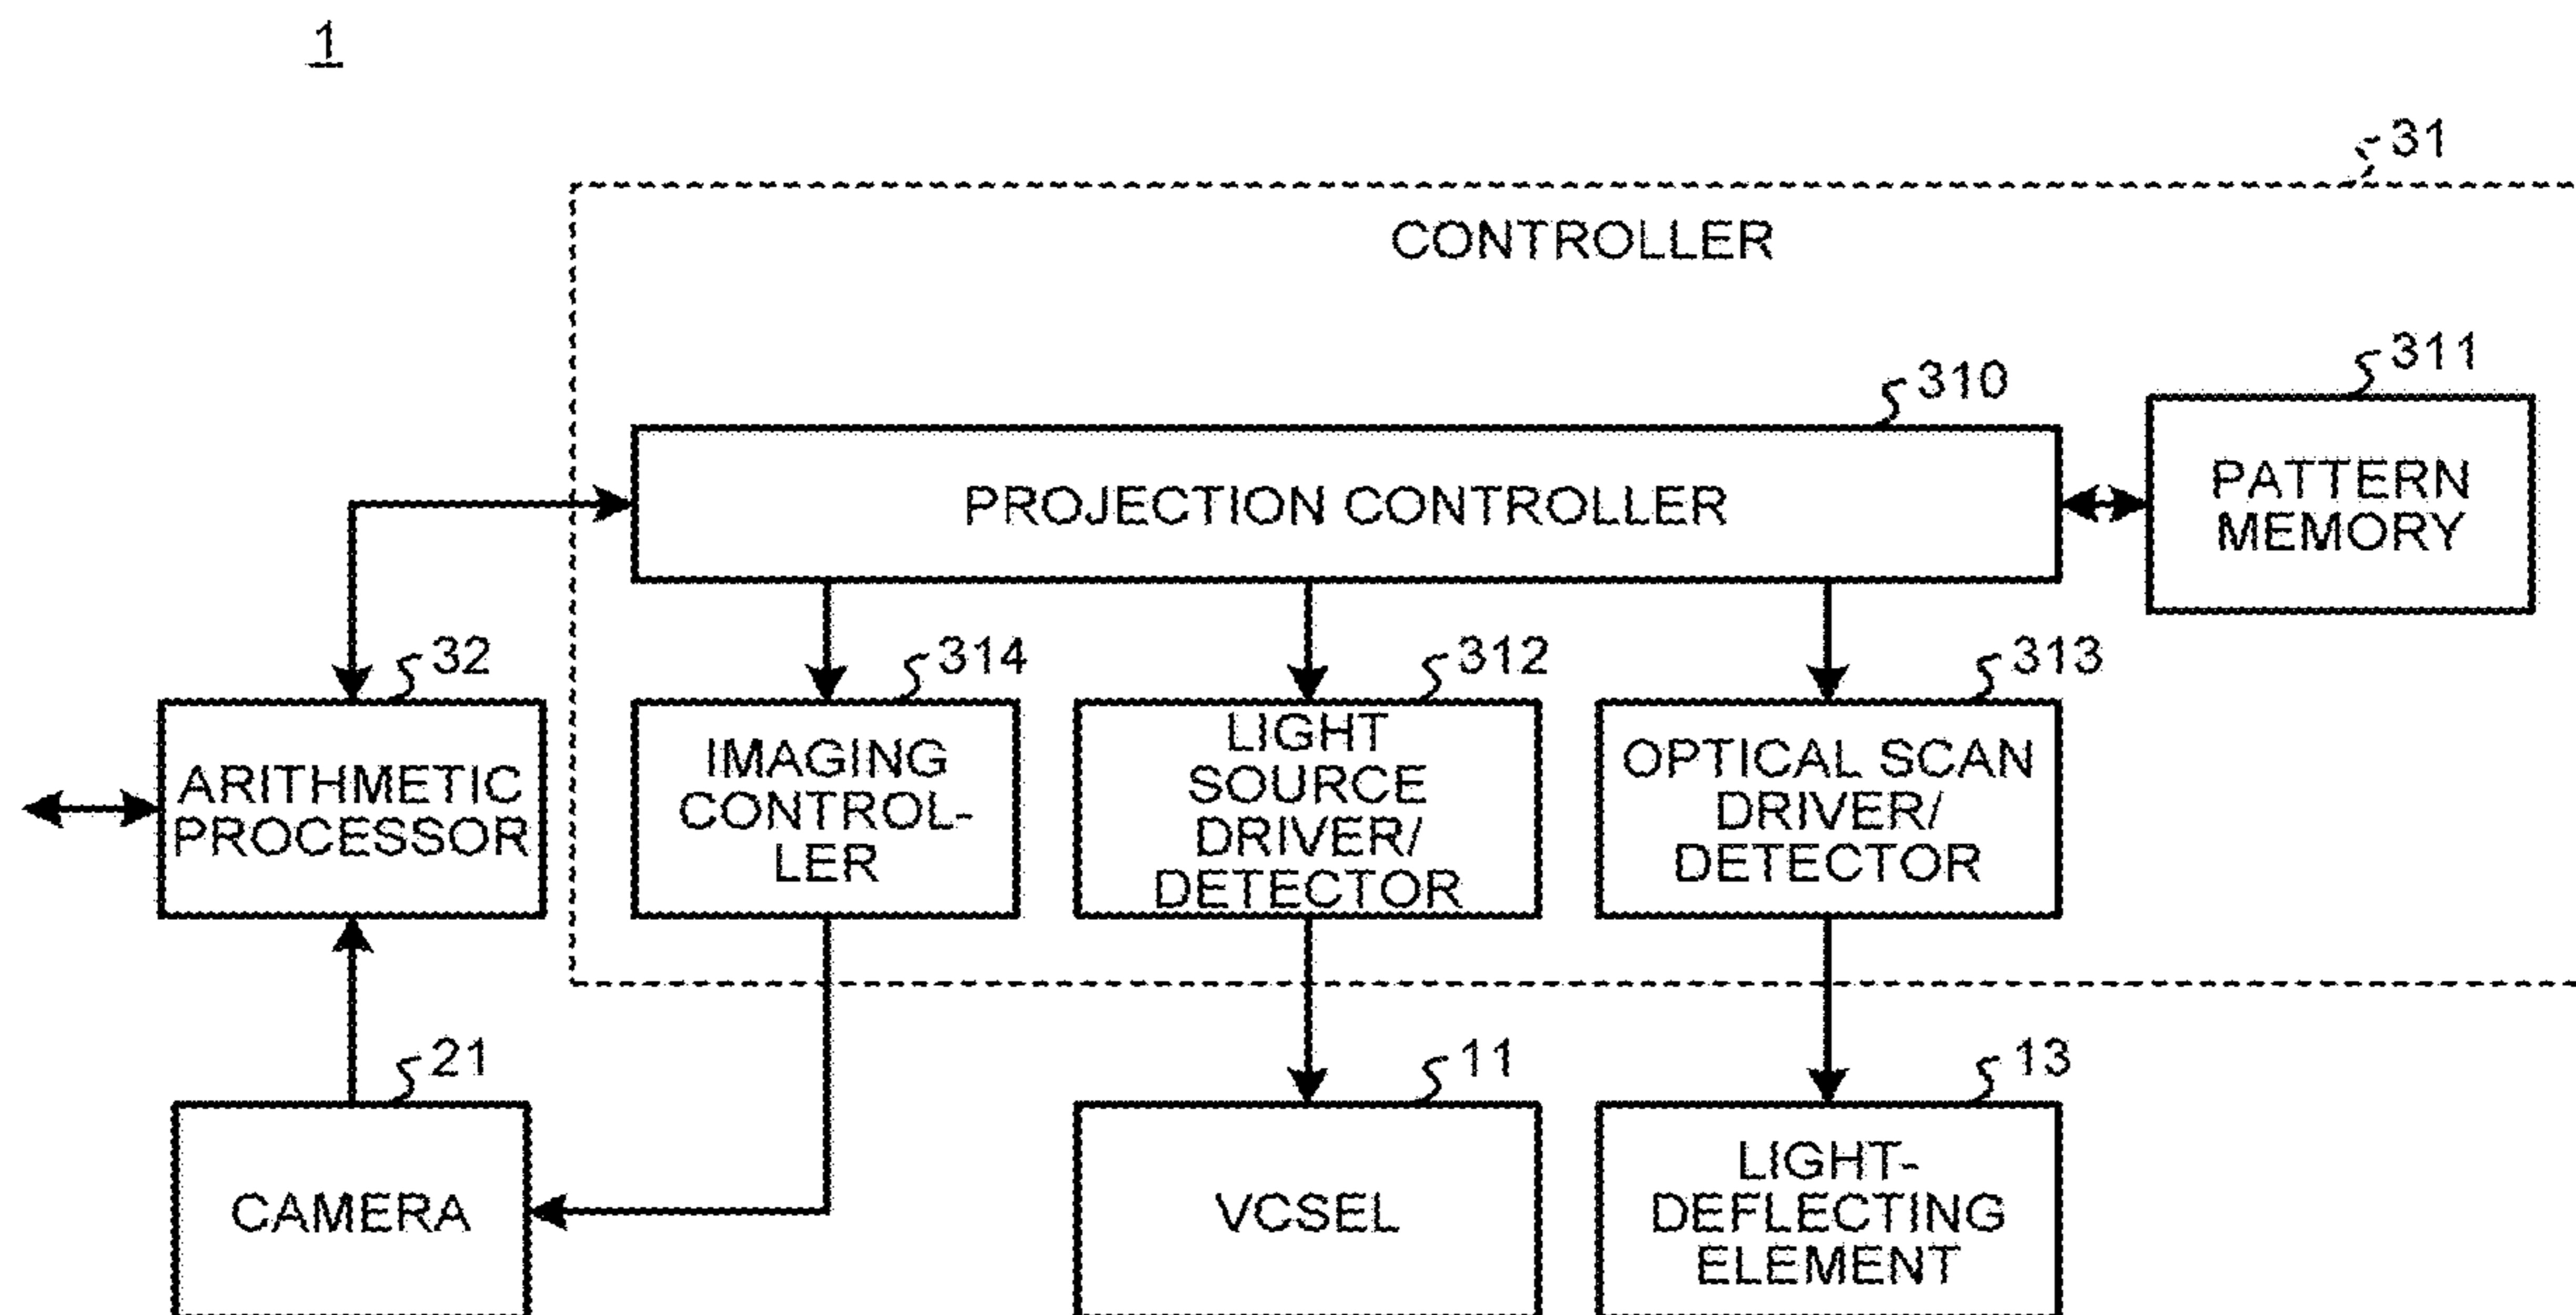 1
31
CONTROLLER
311
310
PATTERN
MEMORY
PROJECTION CONTROLLER
32
314
312
313
ARITHMETIC
PROCESSOR
IMAGING
CONTROL-
LER
LIGHT
SOURCE
DRIVER/
DETECTOR
OPTICAL SCAN
DRIVER/
DETECTOR
21
11
13
CAMERA
VCSEL
LIGHT-
DEFLECTING
ELEMENT